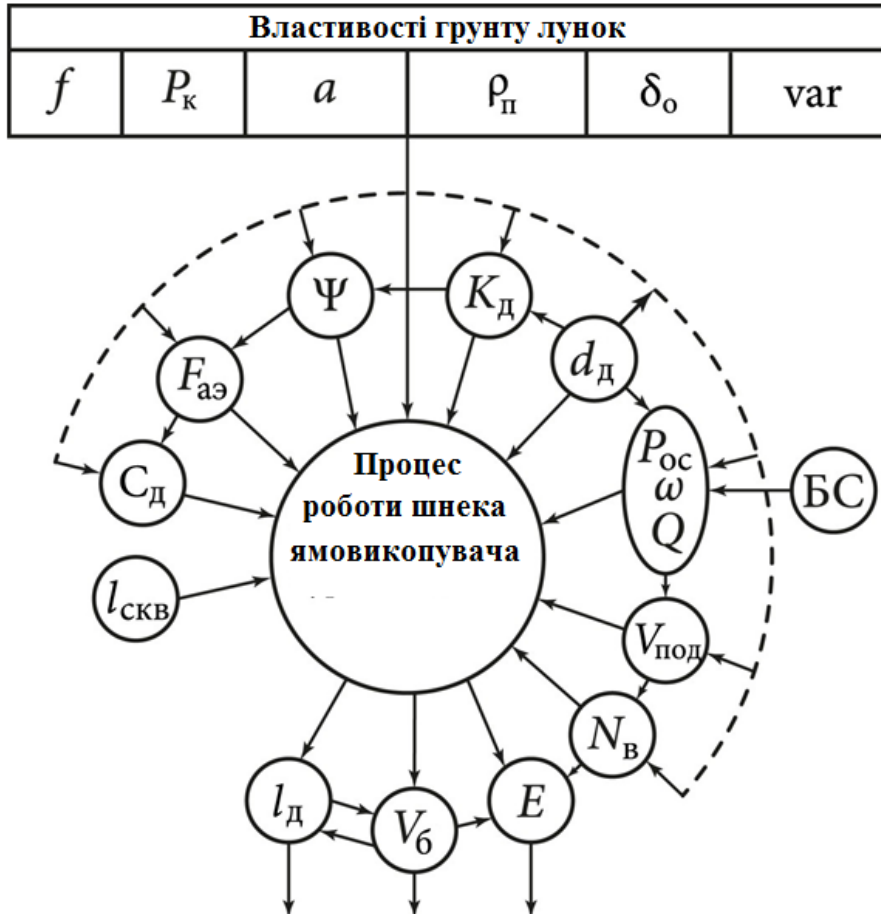 Властивості грунту лунок
f Pк a ρп δо var
Ψ Kд
Fаэ dд
Cд Pос
ω БС
Q
Процес
роботи шнека
ямовикопувача
lскв Vпод
Nв
lд Vб E